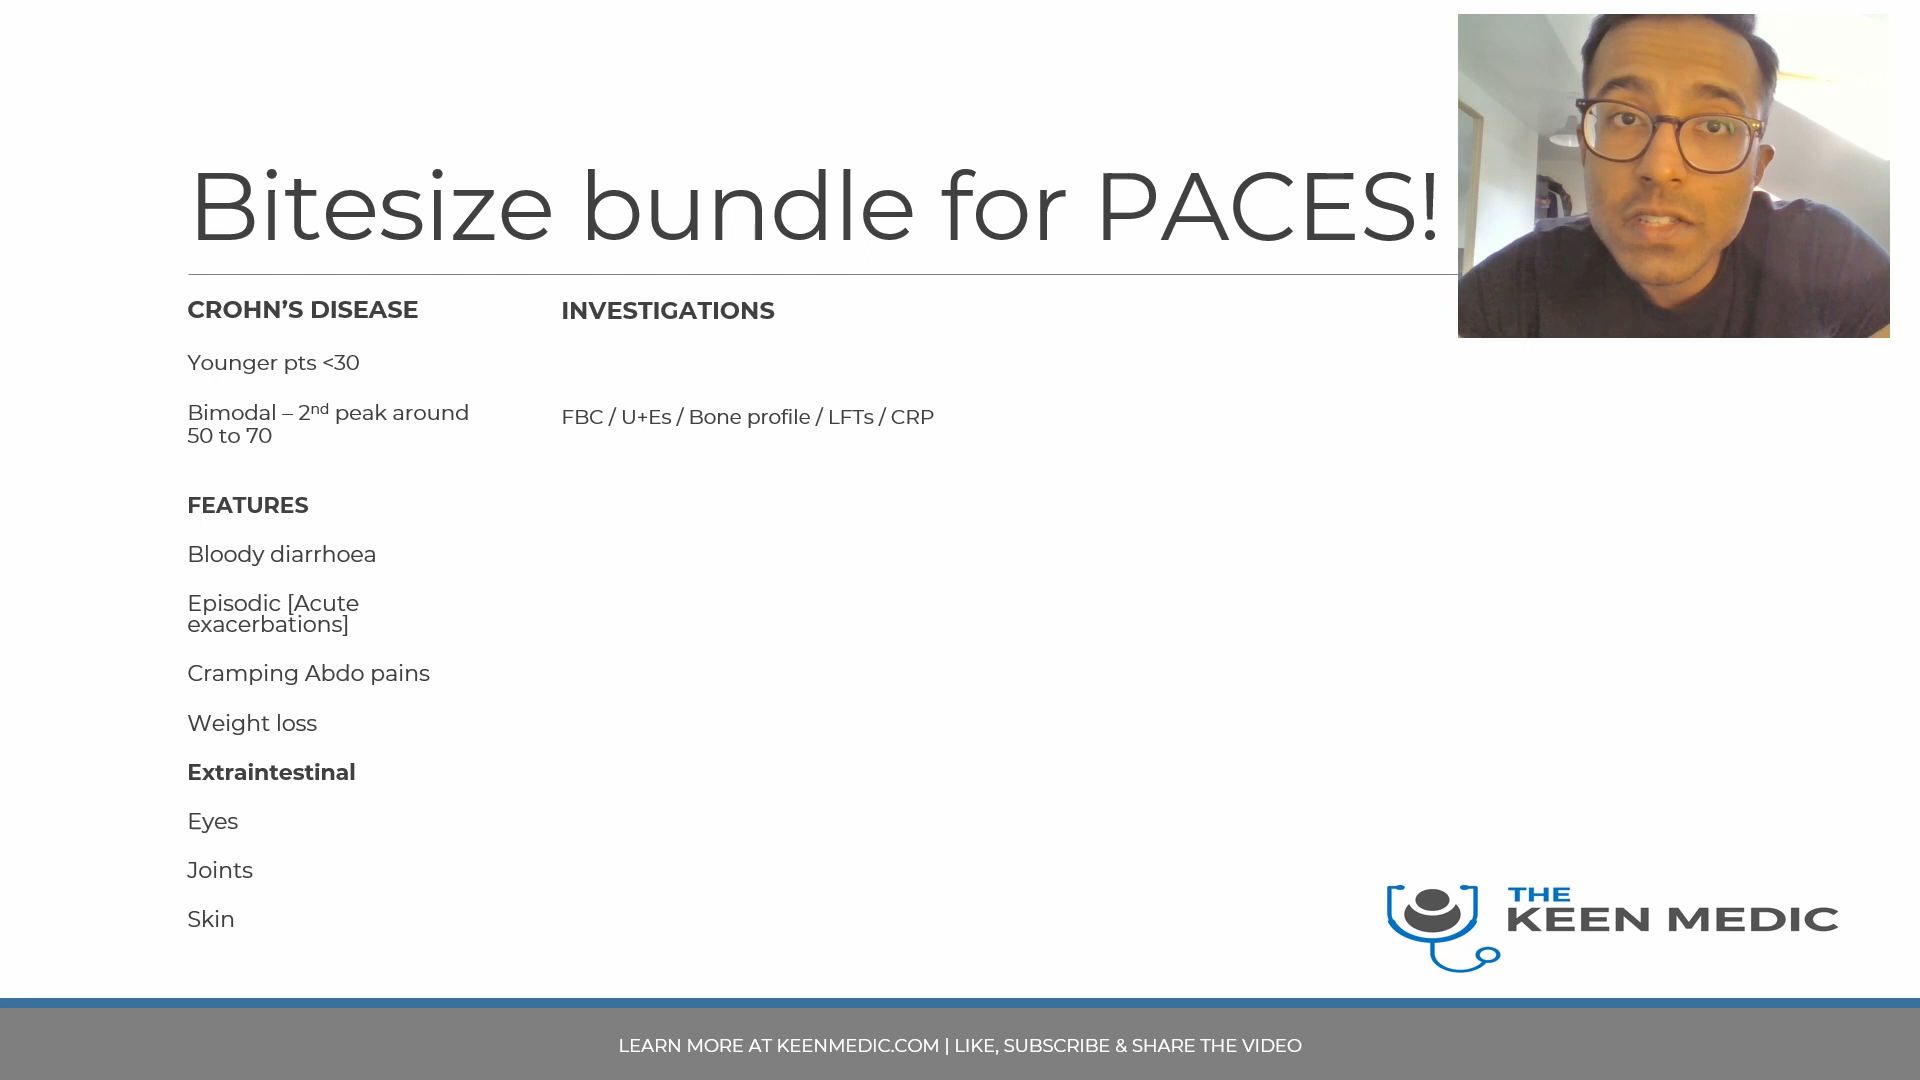 Bitesize bundle for PACES!
CROHN’S DISEASE
Younger pts <30
Bimodal – 2nd peak around
50 to 70
FEATURES
Bloody diarrhoea
Episodic [Acute
exacerbations]
Cramping Abdo pains
Weight loss
Extraintestinal
Eyes
Joints
Skin
INVESTIGATIONS
FBC / U+Es / Bone profile / LFTs / CRP
THE
KEEN MEDIC
LEARN MORE AT KEENMEDIC.COM | LIKE, SUBSCRIBE & SHARE THE VIDEO